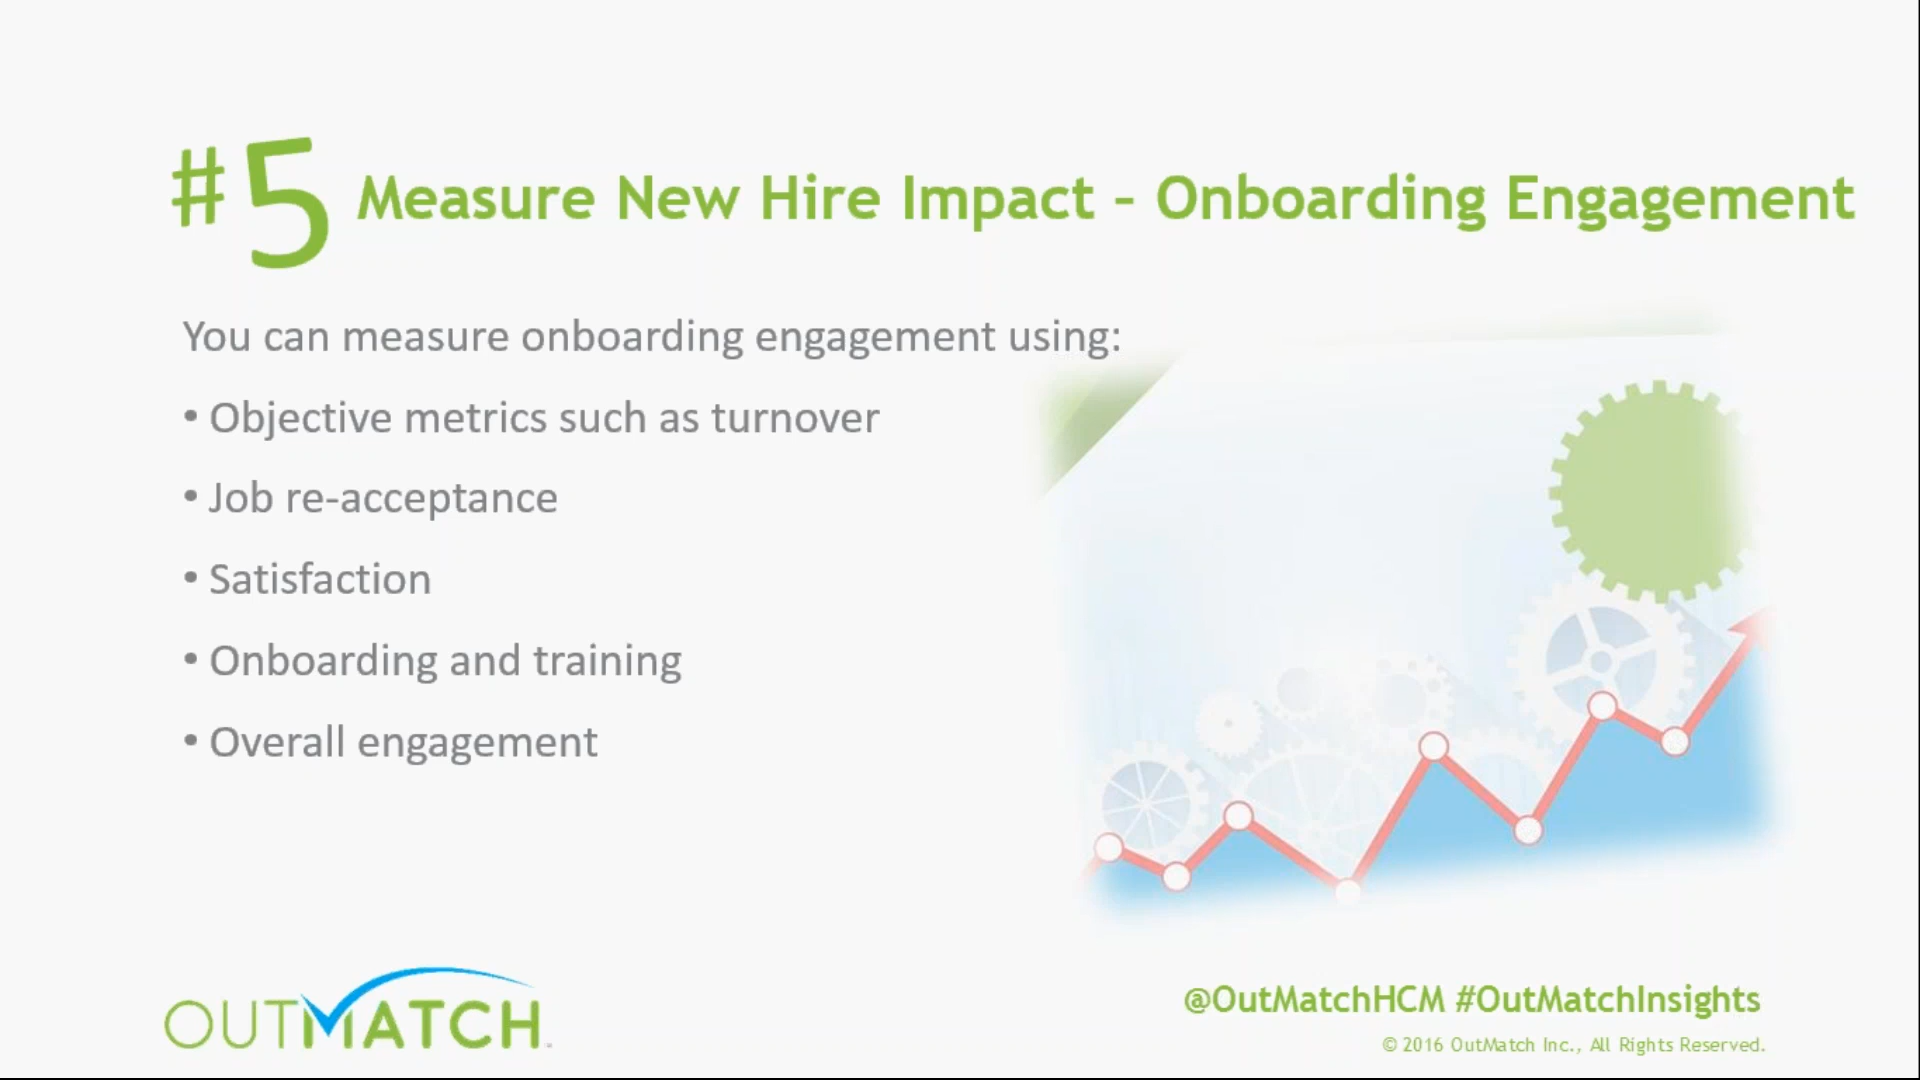 #5 Measure New Hire Impact – Onboarding Engagement
You can measure onboarding engagement using:
• Objective metrics such as turnover
• Job re-acceptance
• Satisfaction
• Onboarding and training
• Overall engagement
OUTMATCH
@OutMatchHCM #OutMatchInsights
© 2016 OutMatch Inc., All Rights Reserved.